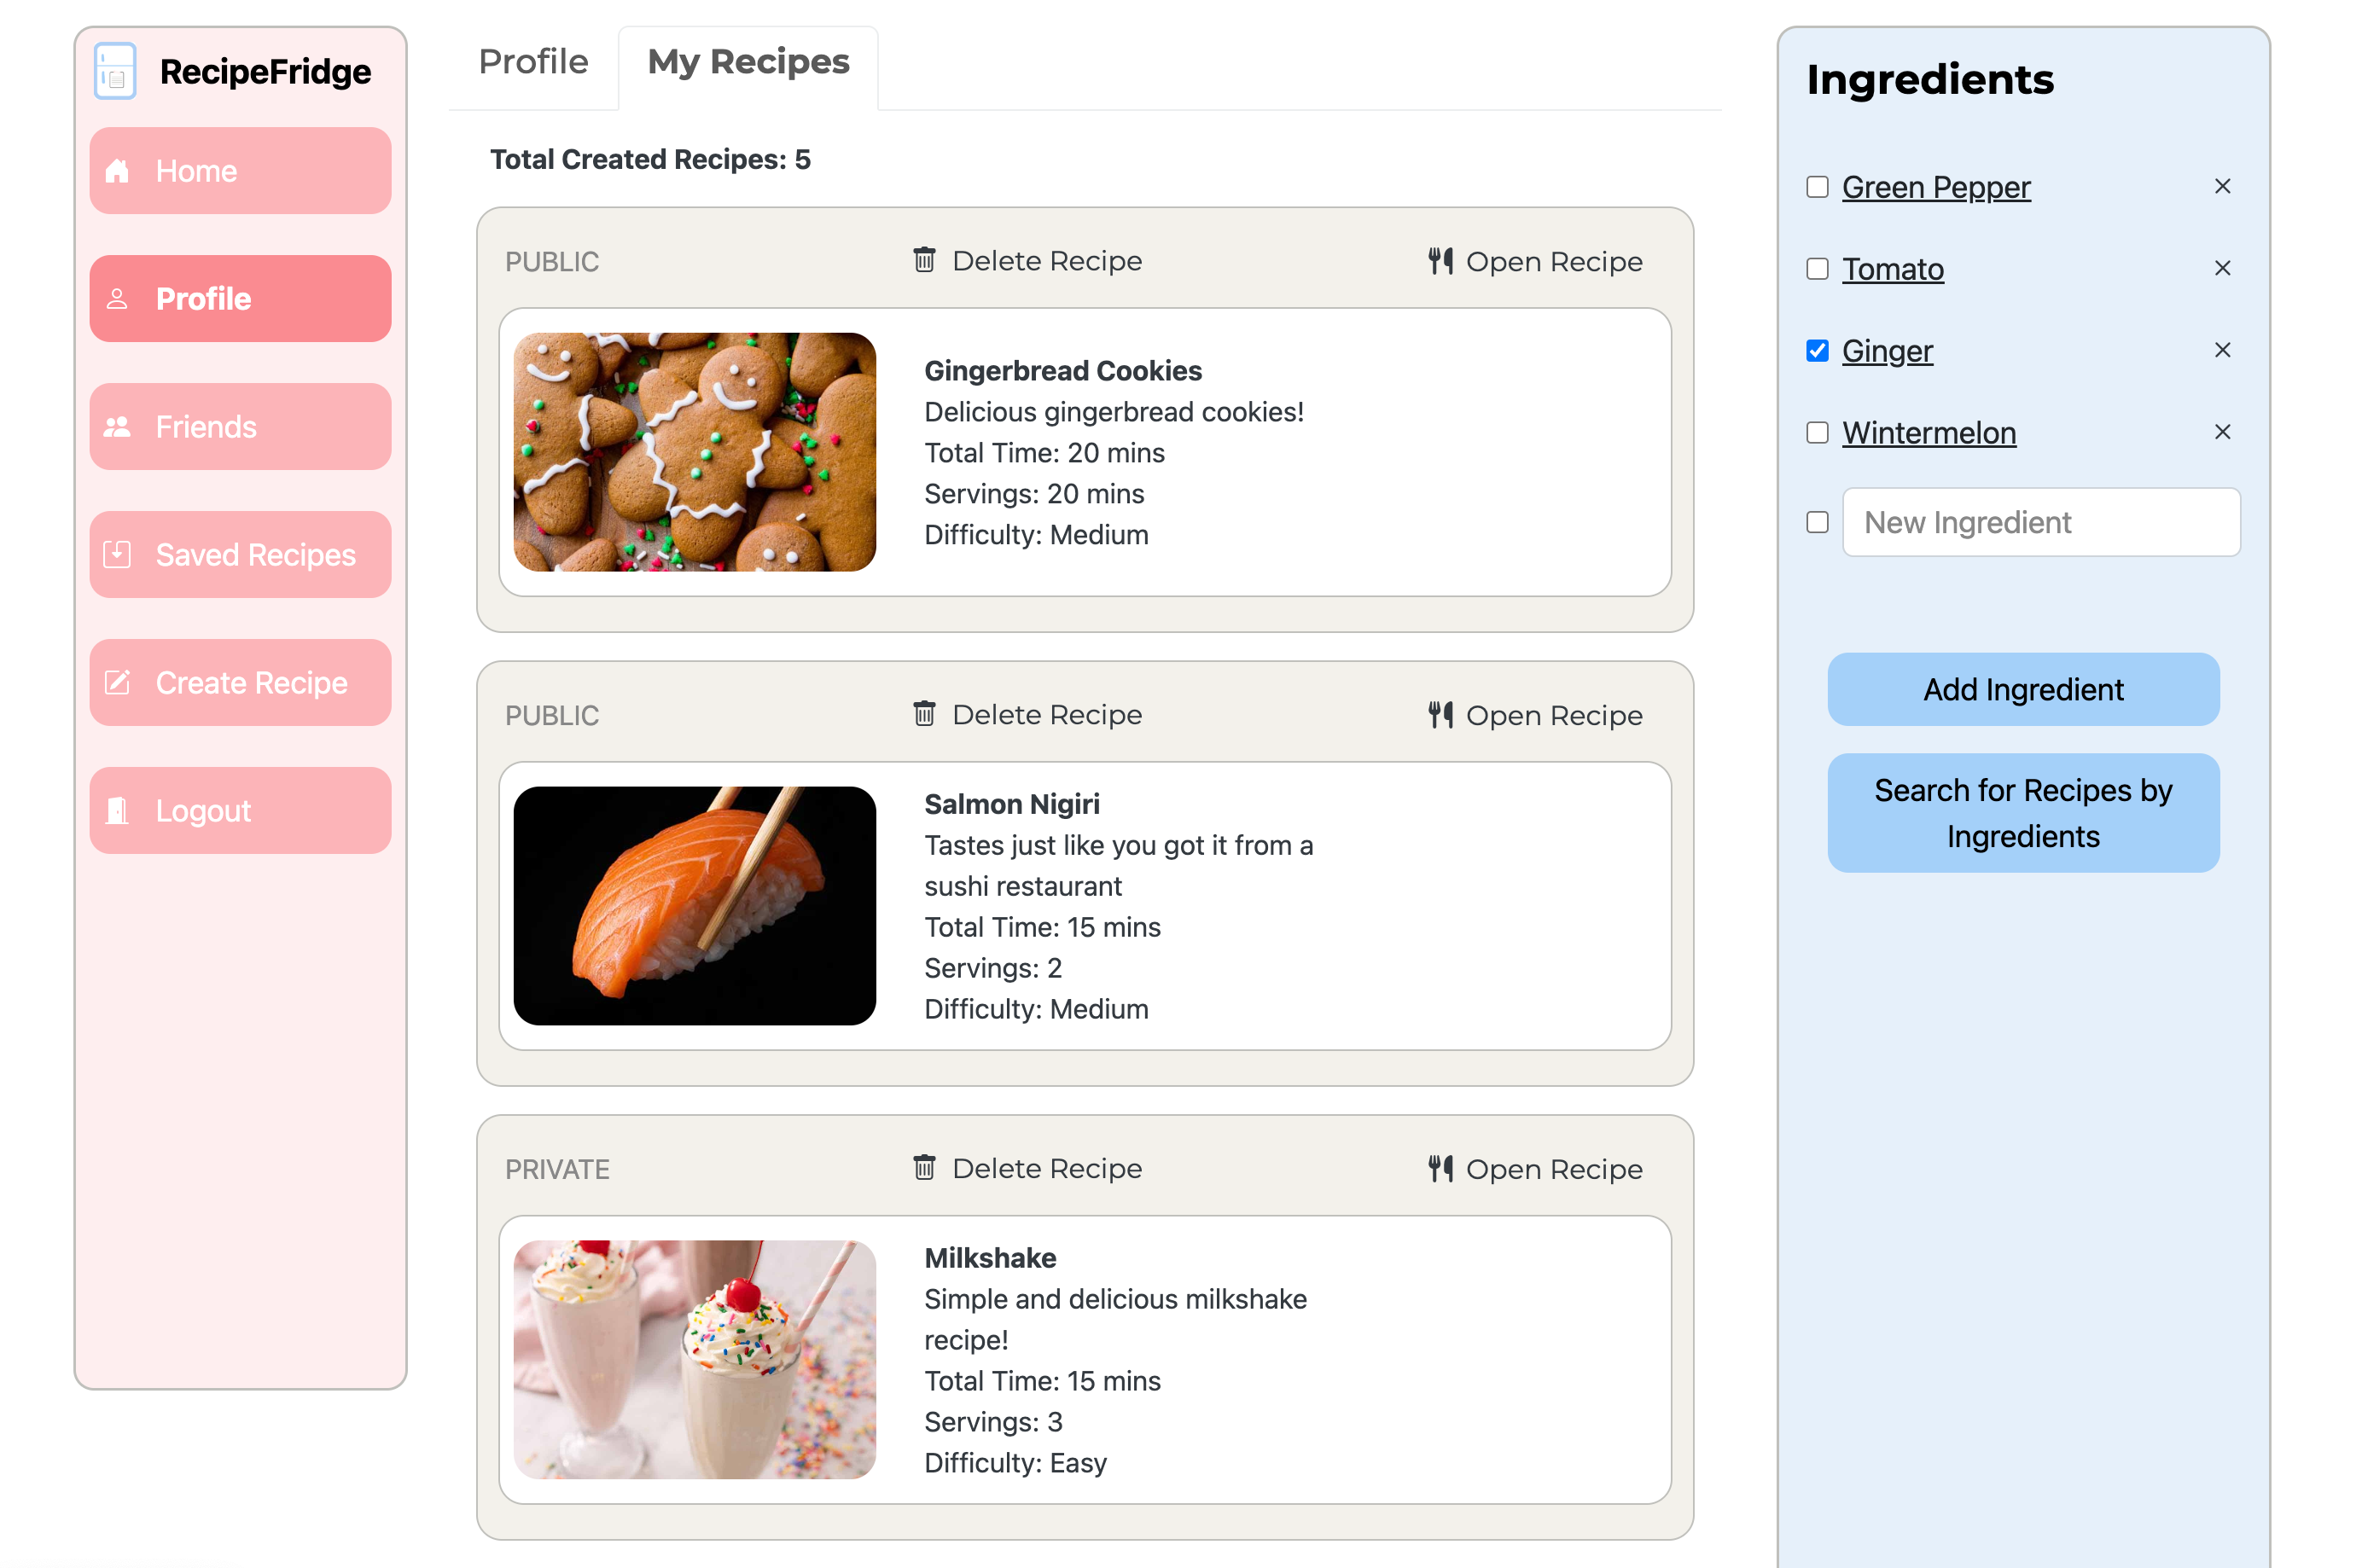 RecipeFridge
Home
Profile
Friends
Saved Recipes
Create Recipe
Logout
Profile
My Recipes
Total Created Recipes: 5
PUBLIC
Delete Recipe
Open Recipe
Gingerbread Cookies
Delicious gingerbread cookies!
Total Time: 20 mins
Servings: 20 mins
Difficulty: Medium
PUBLIC
Delete Recipe
Open Recipe
Salmon Nigiri
Tastes just like you got it from a
sushi restaurant
Total Time: 15 mins
Servings: 2
Difficulty: Medium
PRIVATE
Delete Recipe
Open Recipe
Milkshake
Simple and delicious milkshake
recipe!
Total Time: 15 mins
Servings: 3
Difficulty: Easy
Ingredients
Green Pepper
Tomato
Ginger
Wintermelon
New Ingredient
Add Ingredient
Search for Recipes by
Ingredients